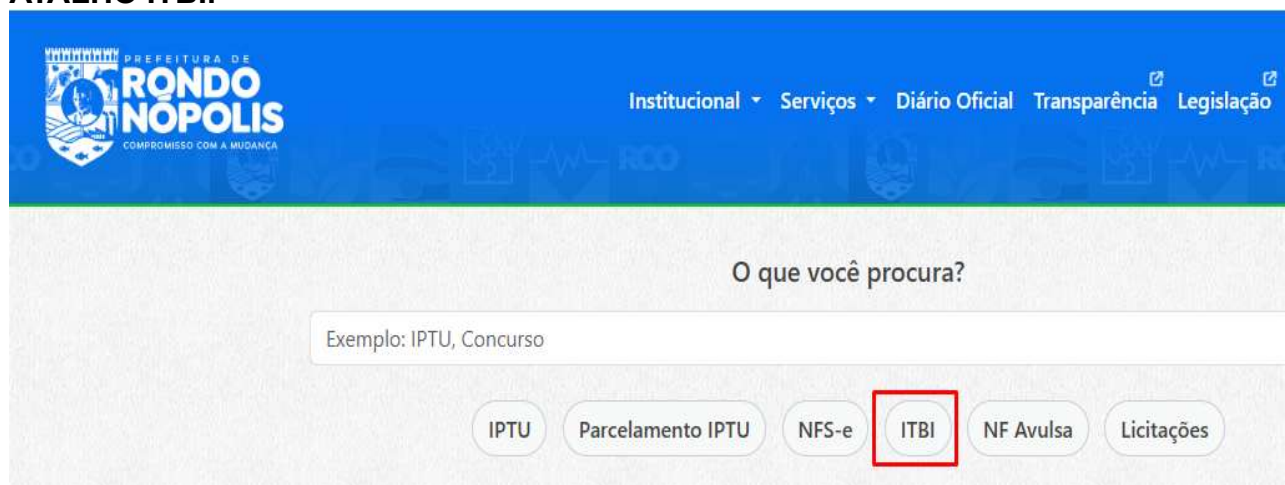 ATALHO ITBI.
PREFEITURA DE
RONDO
NÓPOLIS
COMPROMISSO COM A MUDANÇA
Institucional Serviços Diário Oficial Transparência Legislação
RCO
O que você procura?
Exemplo: IPTU, Concurso
IPTU Parcelamento IPTU NFS-e ITBI NF Avulsa Licitações